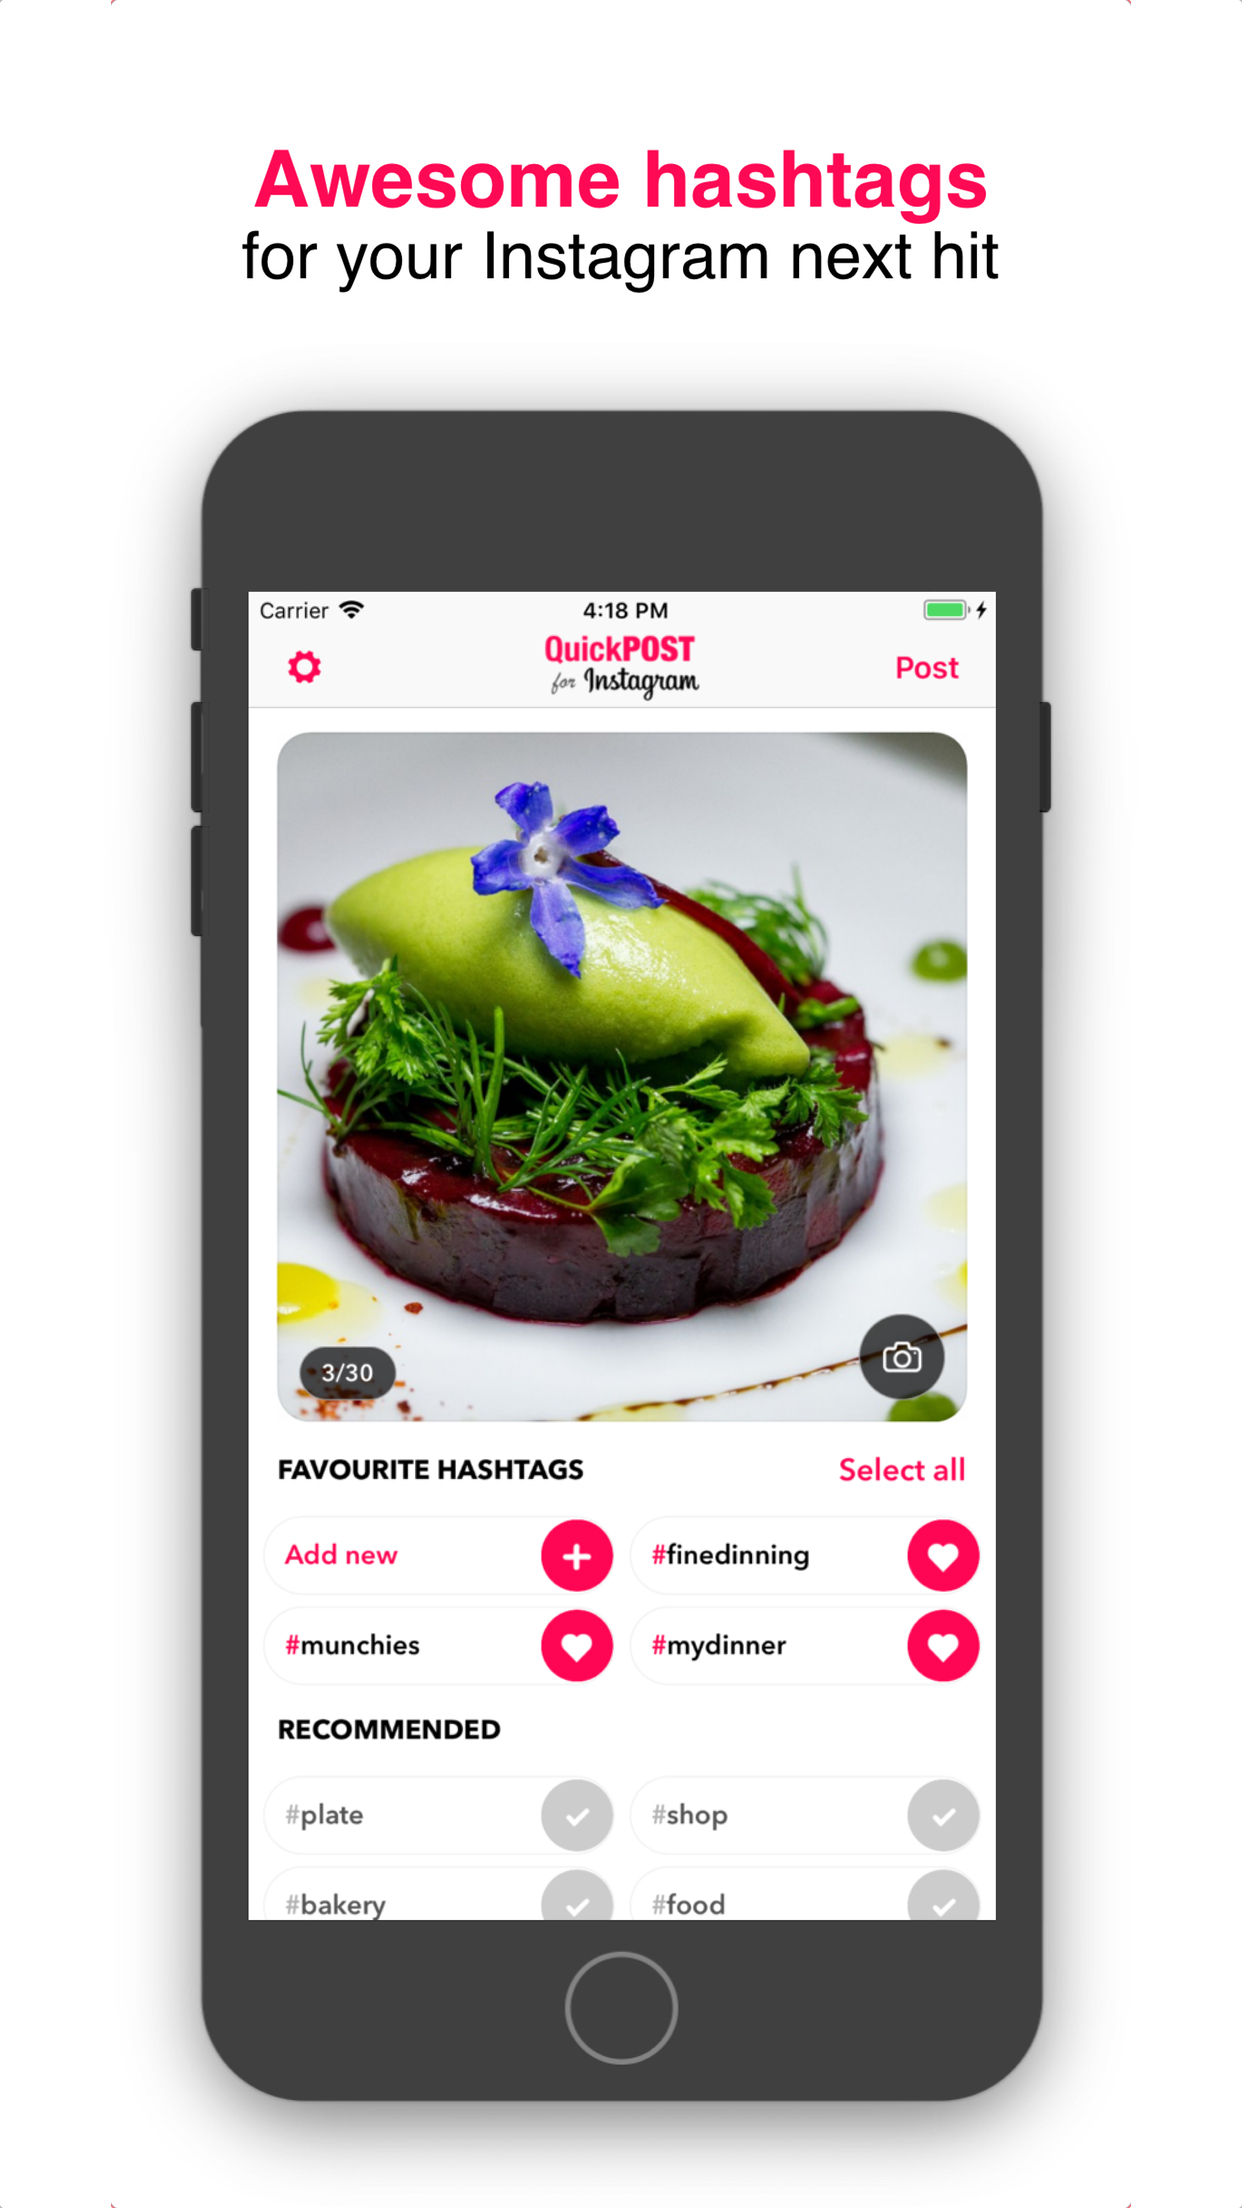 Awesome hashtags
for your Instagram next hit
Carrier 4:18 PM
QuickPOST
for Instagram
Post
3/30
FAVOURITE HASHTAGS Select all
Add new #finedinning
#munchies #mydinner
RECOMMENDED
#plate #shop
#bakery #food